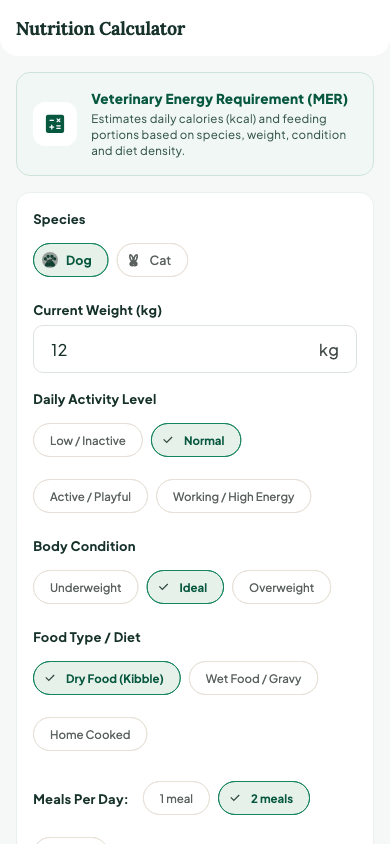 Nutrition Calculator
Veterinary Energy Requirement (MER)
Estimates daily calories (kcal) and feeding
portions based on species, weight, condition
and diet density.
Species
Dog
Cat
Current Weight (kg)
12 kg
Daily Activity Level
Low / Inactive
Normal
Active / Playful
Working / High Energy
Body Condition
Underweight
Ideal
Overweight
Food Type / Diet
Dry Food (Kibble)
Wet Food / Gravy
Home Cooked
Meals Per Day:
1 meal
2 meals